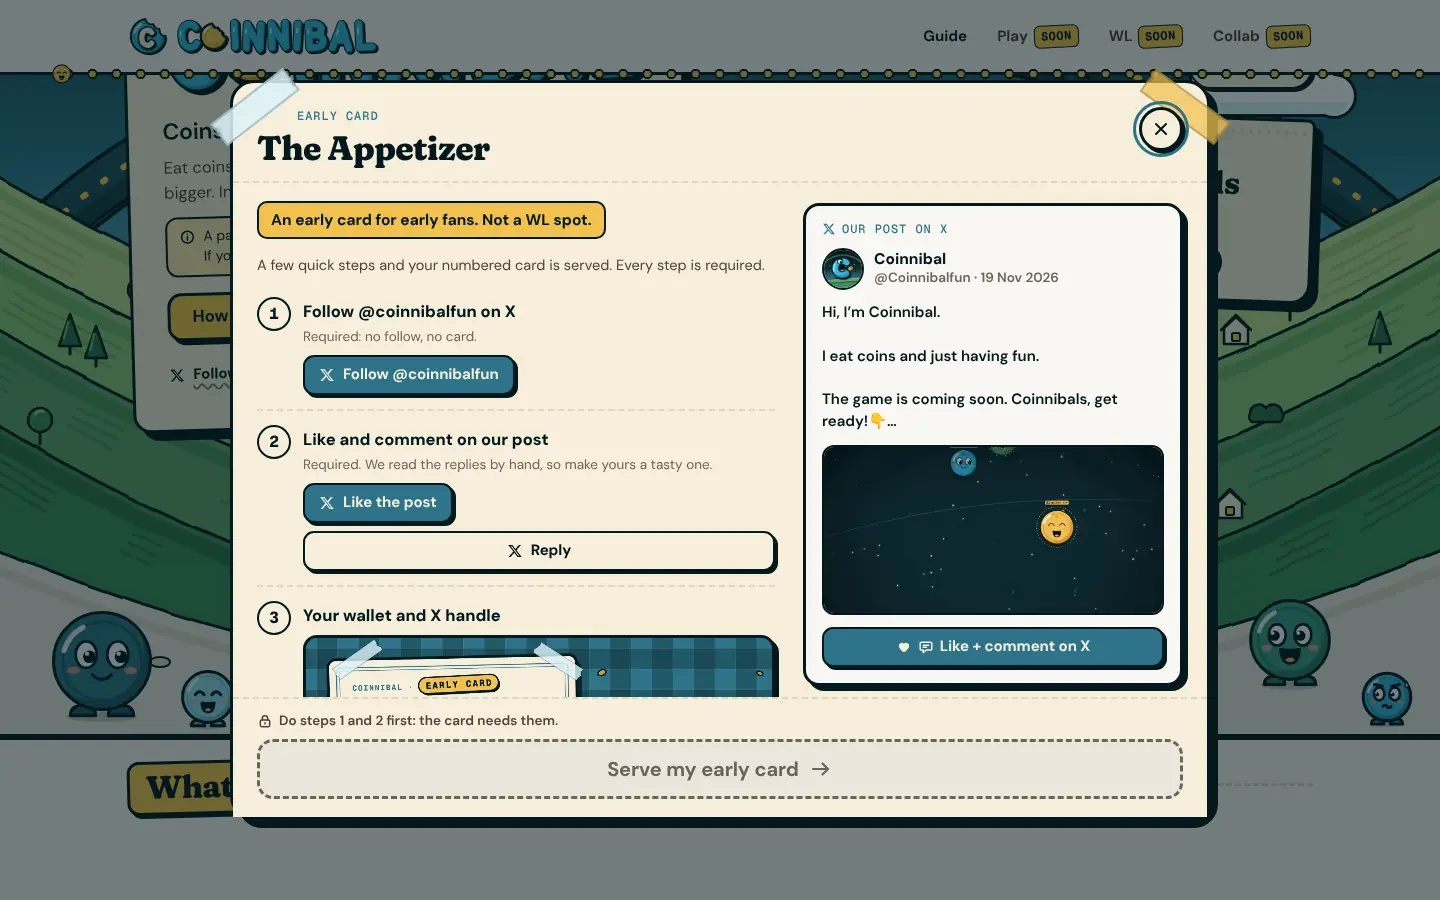 COINNIBAL
Guide
Play SOON
WL SOON
Collab SOON
EARLY CARD
The Appetizer
An early card for early fans. Not a WL spot.
A few quick steps and your numbered card is served. Every step is required.
1
Follow @coinnibalfun on X
Required: no follow, no card.
Follow @coinnibalfun
2
Like and comment on our post
Required. We read the replies by hand, so make yours a tasty one.
Like the post
Reply
3
Your wallet and X handle
COINNIBAL · EARLY CARD
OUR POST ON X
Coinnibal
@Coinnibalfun · 19 Nov 2026
Hi, I’m Coinnibal.
I eat coins and just having fun.
The game is coming soon. Coinnibals, get
ready!👇...
Like + comment on X
Do steps 1 and 2 first: the card needs them.
Serve my early card →
Coins
Eat coins
bigger. In
A pa
If yo
How
Follow
What
ls